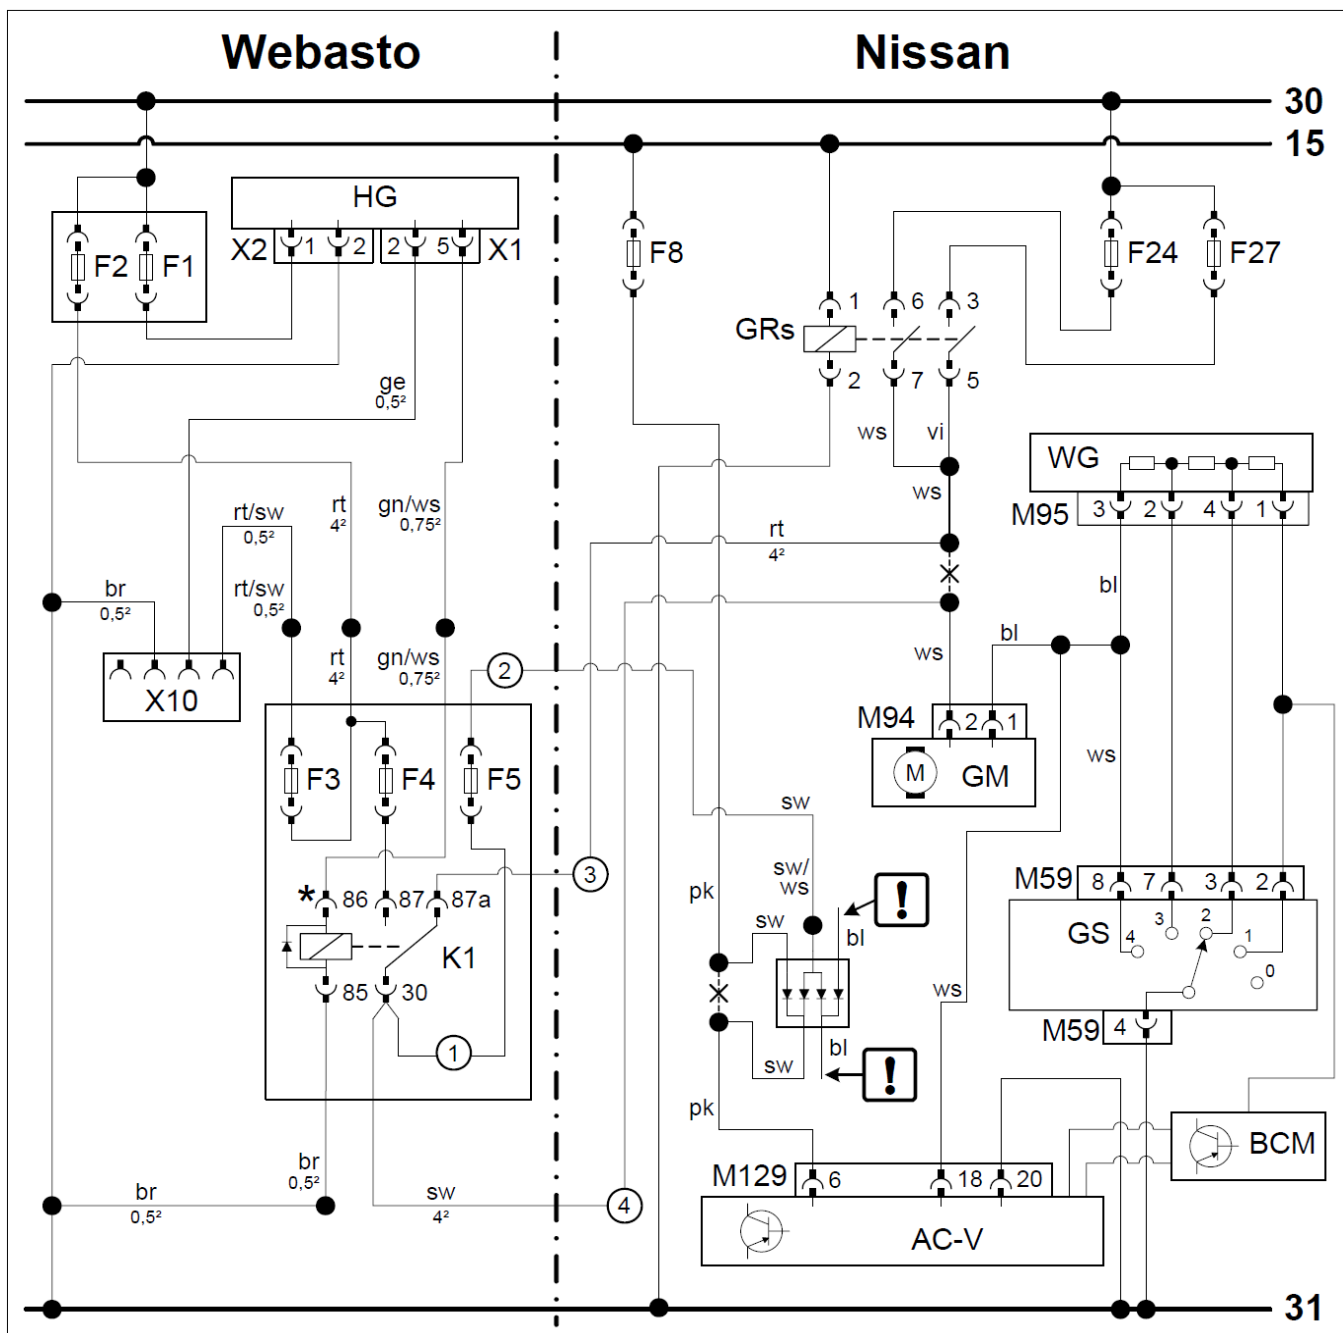 Webasto Nissan
30
15
HG
X2 1 2 2 5 X1
F2 F1
F8
F24 F27
1 6 3
GRs
2 7 5
ge
0,5²
ws vi
WG
ws
M95 3 2 4 1
rt/sw
0,5²
rt
4²
gn/ws
0,75²
rt
4²
br
0,5²
rt/sw
0,5²
bl
bl
rt
4²
gn/ws
0,75²
ws
2
X10
M94 2 1
M GM
ws
F3 F4 F5
sw
sw/
ws
3
M59 8 7 3 2
pk
!
* 86 87 87a
sw
bl
GS
4 3 2 1 0
K1
85 30
ws
M59 4
1
bl
sw
!
pk
BCM
br
0,5²
M129 6 18 20
br
0,5²
sw
4²
4
AC-V
31